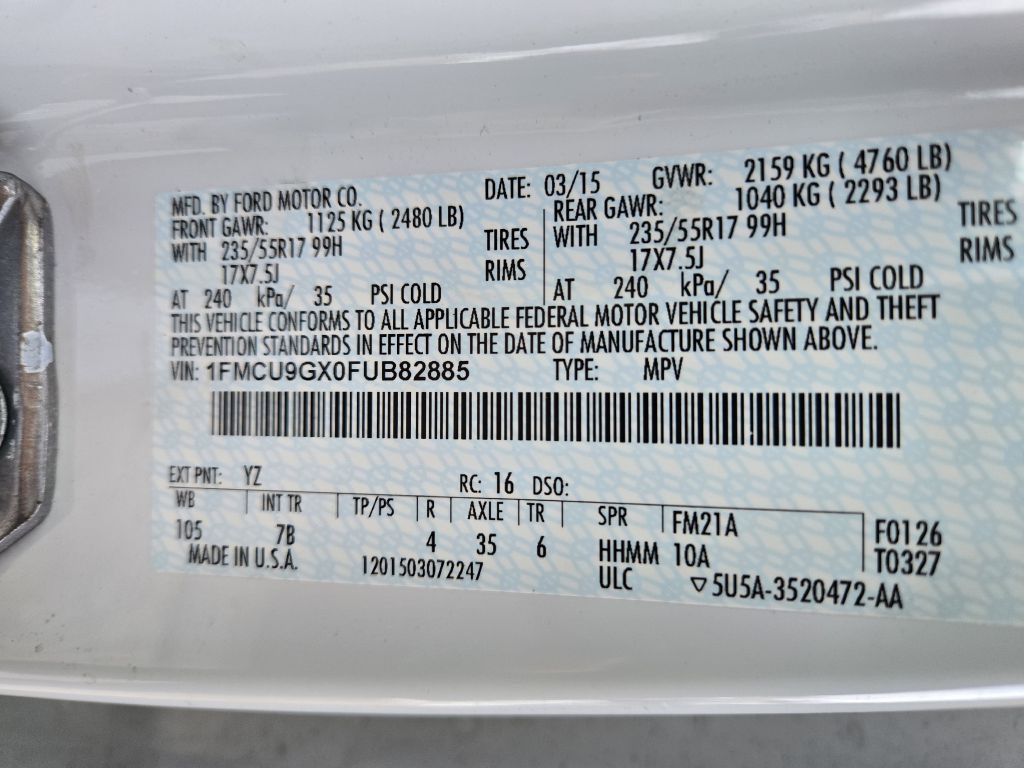 MFD. BY FORD MOTOR CO. DATE: 03/15 GVWR: 2159 KG ( 4760 LB)
FRONT GAWR: 1125 KG ( 2480 LB) REAR GAWR: 1040 KG ( 2293 LB)
WITH 235/55R17 99H TIRES WITH 235/55R17 99H TIRES
17X7.5J RIMS 17X7.5J RIMS
AT 240 kPa/ 35 PSI COLD AT 240 kPa/ 35 PSI COLD
THIS VEHICLE CONFORMS TO ALL APPLICABLE FEDERAL MOTOR VEHICLE SAFETY AND THEFT
PREVENTION STANDARDS IN EFFECT ON THE DATE OF MANUFACTURE SHOWN ABOVE.
VIN: 1FMCU9GX0FUB82885 TYPE: MPV
EXT PNT: YZ RC: 16 DSO:
WB INT TR TP/PS R AXLE TR SPR FM21A F0126
105 7B 4 35 6 HHMM 10A T0327
MADE IN U.S.A. 1201503072247 ULC ▽5U5A-3520472-AA